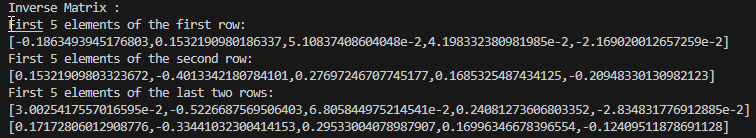 Inverse Matrix :
First 5 elements of the first row:
[-0.1863493945176803,0.1532190980186337,5.10837408604048e-2,4.198332380981985e-2,-2.169020012657259e-2]
First 5 elements of the second row:
[0.15321909803323672,-0.4013342180784101,0.27697246707745177,0.1685325487434125,-0.20948330130982123]
First 5 elements of the last two rows:
[3.0025417557016595e-2,-0.5226687569506403,6.805844975214541e-2,0.24081273606803352,-2.834831776912885e-2]
[0.17172806012908776,-0.33441032300414153,0.29533004078987907,0.16996346678396554,-0.12409511878691128]